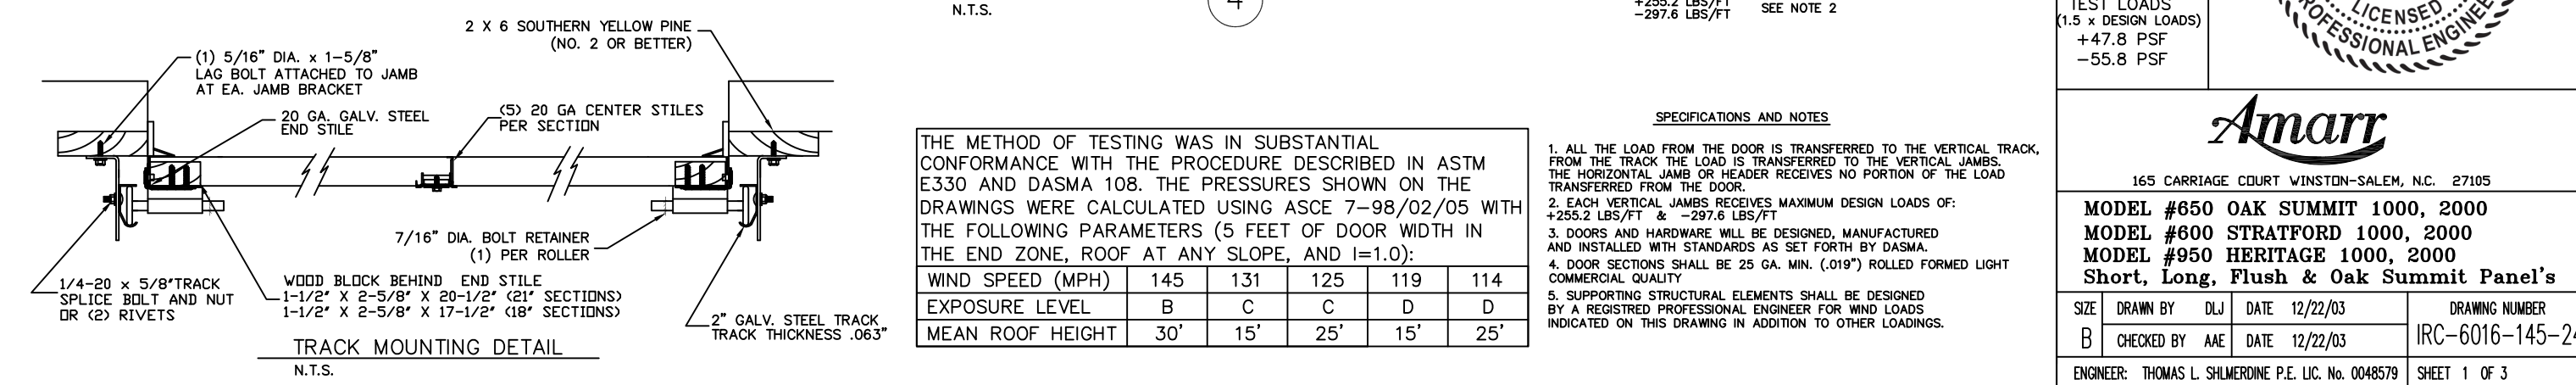 2 X 6 SOUTHERN YELLOW PINE
(NO. 2 OR BETTER)
(1) 5/16" DIA. x 1-5/8"
LAG BOLT ATTACHED TO JAMB
AT EA. JAMB BRACKET
20 GA. GALV. STEEL
END STILE
(5) 20 GA CENTER STILES
PER SECTION
7/16" DIA. BOLT RETAINER
(1) PER ROLLER
1/4-20 x 5/8"TRACK
SPLICE BOLT AND NUT
OR (2) RIVETS
WOOD BLOCK BEHIND END STILE
1-1/2" X 2-5/8" X 20-1/2" (21" SECTIONS)
1-1/2" X 2-5/8" X 17-1/2" (18" SECTIONS)
2" GALV. STEEL TRACK
TRACK THICKNESS .063"
TRACK MOUNTING DETAIL
N.T.S.
N.T.S.
4
+255.2 LBS/FT
-297.6 LBS/FT SEE NOTE 2
THE METHOD OF TESTING WAS IN SUBSTANTIAL
CONFORMANCE WITH THE PROCEDURE DESCRIBED IN ASTM
E330 AND DASMA 108. THE PRESSURES SHOWN ON THE
DRAWINGS WERE CALCULATED USING ASCE 7-98/02/05 WITH
THE FOLLOWING PARAMETERS (5 FEET OF DOOR WIDTH IN
THE END ZONE, ROOF AT ANY SLOPE, AND I=1.0):
WIND SPEED (MPH) 145 131 125 119 114
EXPOSURE LEVEL B C C D D
MEAN ROOF HEIGHT 30' 15' 25' 15' 25'
SPECIFICATIONS AND NOTES
1. ALL THE LOAD FROM THE DOOR IS TRANSFERRED TO THE VERTICAL TRACK,
FROM THE TRACK THE LOAD IS TRANSFERRED TO THE VERTICAL JAMBS.
THE HORIZONTAL JAMB OR HEADER RECEIVES NO PORTION OF THE LOAD
TRANSFERRED FROM THE DOOR.
2. EACH VERTICAL JAMBS RECEIVES MAXIMUM DESIGN LOADS OF:
+255.2 LBS/FT & -297.6 LBS/FT
3. DOORS AND HARDWARE WILL BE DESIGNED, MANUFACTURED
AND INSTALLED WITH STANDARDS AS SET FORTH BY DASMA.
4. DOOR SECTIONS SHALL BE 25 GA. MIN. (.019") ROLLED FORMED LIGHT
COMMERCIAL QUALITY
5. SUPPORTING STRUCTURAL ELEMENTS SHALL BE DESIGNED
BY A REGISTRED PROFESSIONAL ENGINEER FOR WIND LOADS
INDICATED ON THIS DRAWING IN ADDITION TO OTHER LOADINGS.
TEST LOADS
(1.5 x DESIGN LOADS)
+47.8 PSF
-55.8 PSF
LICENSED
PROFESSIONAL ENGINEE
Amarr
165 CARRIAGE COURT WINSTON-SALEM, N.C. 27105
MODEL #650 OAK SUMMIT 1000, 2000
MODEL #600 STRATFORD 1000, 2000
MODEL #950 HERITAGE 1000, 2000
Short, Long, Flush & Oak Summit Panel's
SIZE DRAWN BY DLJ DATE 12/22/03 DRAWING NUMBER
B CHECKED BY AAE DATE 12/22/03 IRC-6016-145-24
ENGINEER: THOMAS L. SHLMERDINE P.E. LIC. No. 0048579 SHEET 1 OF 3